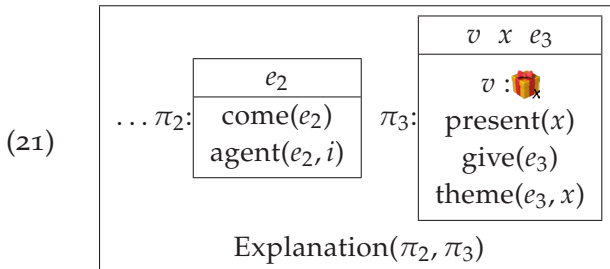 v x e₃
e₂
v :🎁x
… π₂: come(e₂) π₃: present(x)
(21) agent(e₂, i) give(e₃)
theme(e₃, x)
Explanation(π₂, π₃)